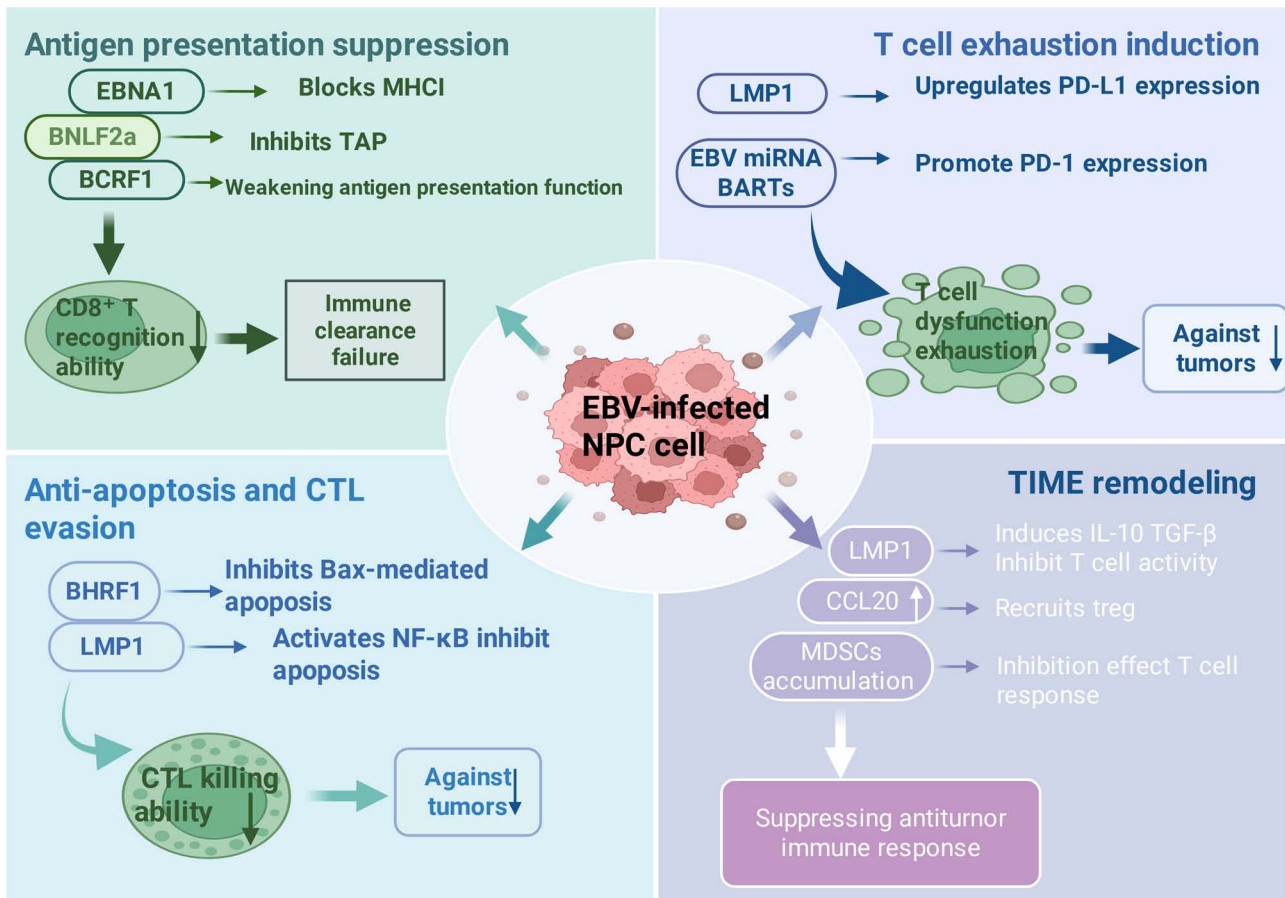 Antigen presentation suppression
EBNA1
Blocks MHCI
BNLF2a
Inhibits TAP
BCRF1
Weakening antigen presentation function
CD8⁺ T
recognition
ability
Immune
clearance
failure
T cell exhaustion induction
LMP1
Upregulates PD-L1 expression
EBV miRNA
BARTs
Promote PD-1 expression
T cell
dysfunction
exhaustion
Against
tumors
EBV-infected
NPC cell
Anti-apoptosis and CTL
evasion
BHRF1
Inhibits Bax-mediated
apoposis
LMP1
Activates NF-κB inhibit
apoposis
CTL killing
ability
Against
tumors
TIME remodeling
LMP1
Induces IL-10 TGF-β
Inhibit T cell activity
CCL20
Recruits treg
MDSCs
accumulation
Inhibition effect T cell
response
Suppressing antiturnor
immune response